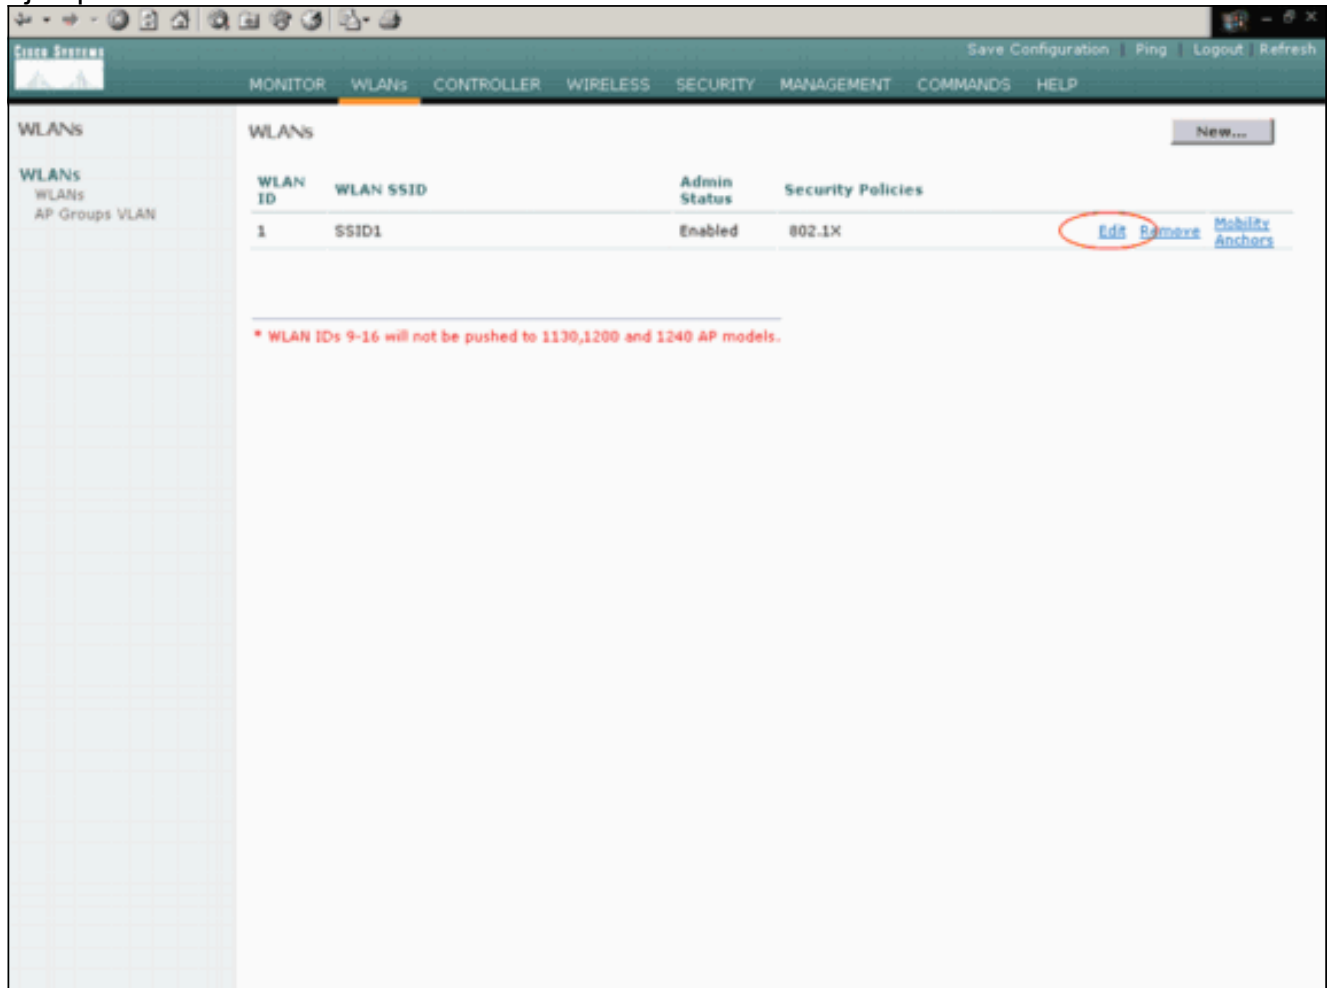 CISCO SYSTEMS
Save Configuration | Ping | Logout | Refresh
MONITOR WLANs CONTROLLER WIRELESS SECURITY MANAGEMENT COMMANDS HELP
WLANs
WLANs
WLANs
AP Groups VLAN
WLANs
New...
WLAN ID WLAN SSID Admin Status Security Policies
1 SSID1 Enabled 802.1X Edit Remove Mobility Anchors
* WLAN IDs 9-16 will not be pushed to 1130,1200 and 1240 AP models.